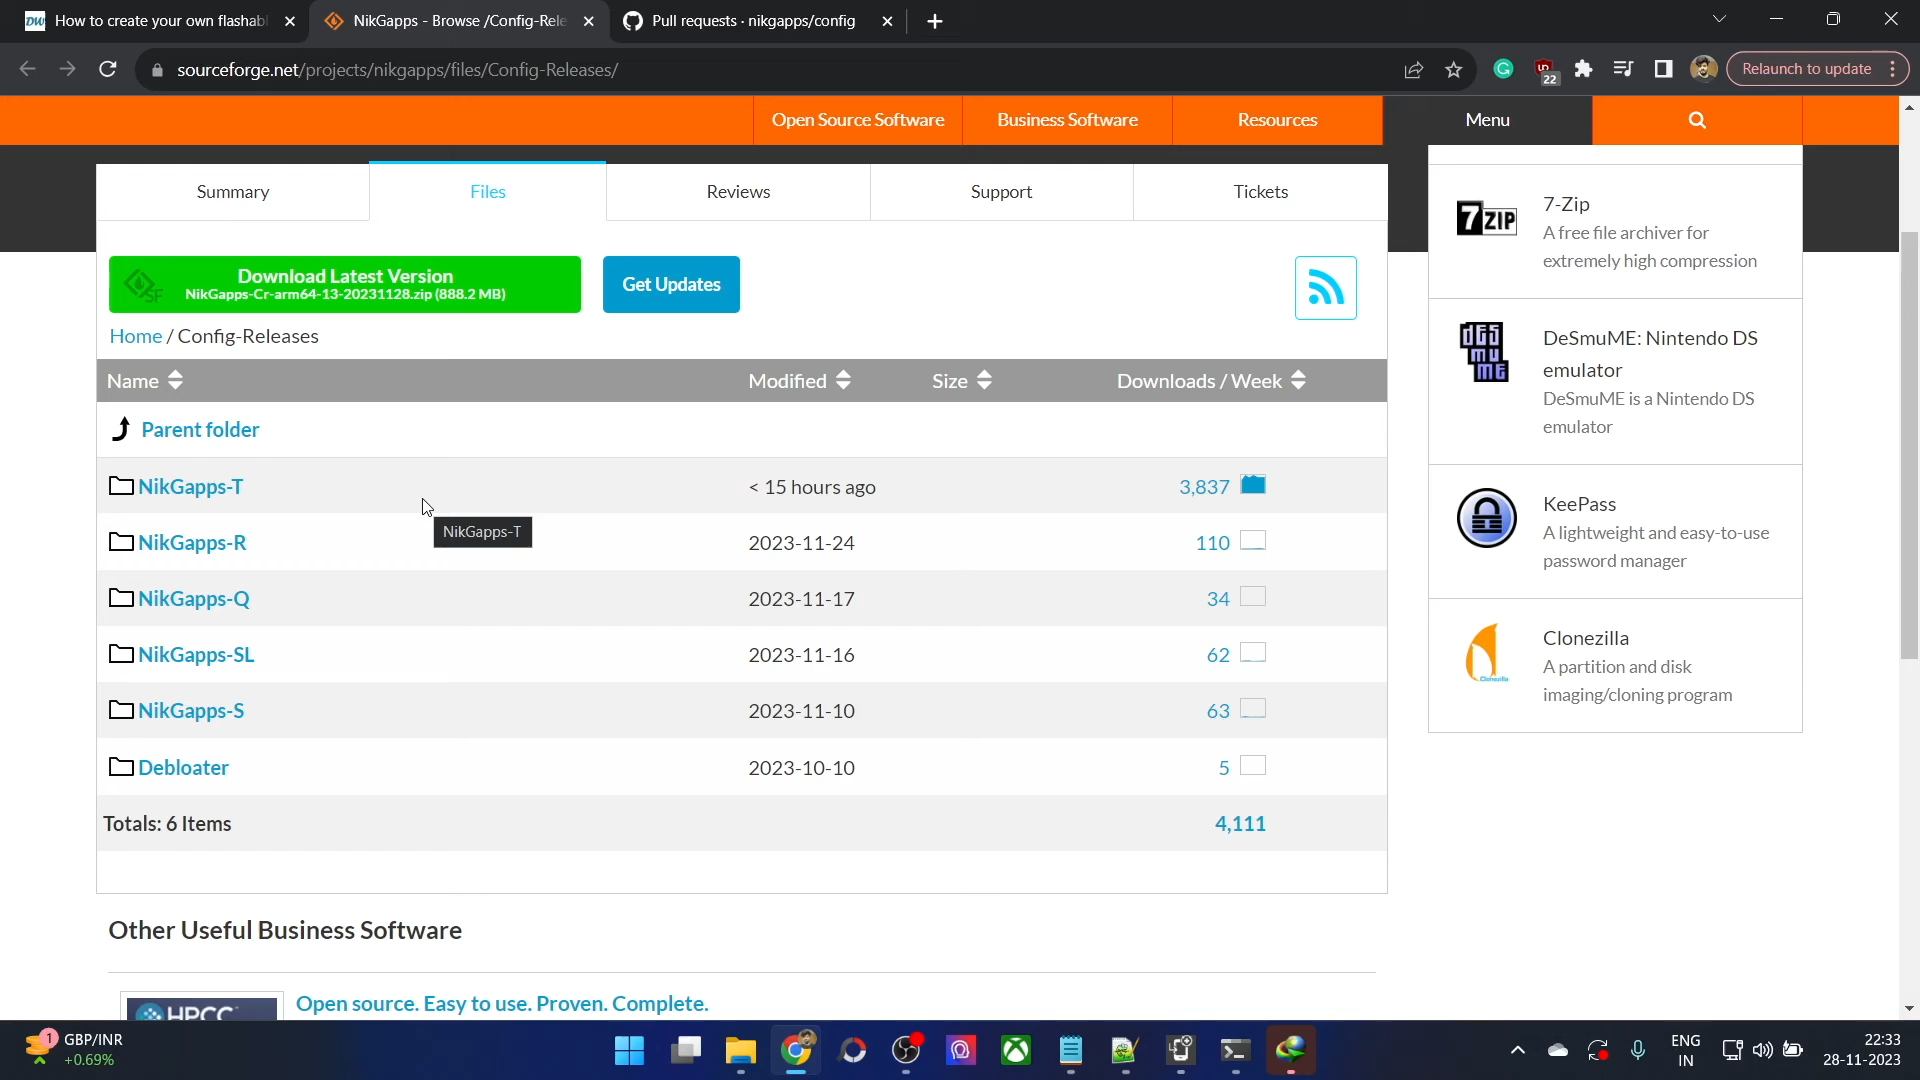 DW How to create your own flashab
NikGapps - Browse /Config-Rele
Pull requests · nikgapps/config
sourceforge.net/projects/nikgapps/files/Config-Releases/
22
Relaunch to update
Open Source Software
Business Software
Resources
Menu
Summary
Files
Reviews
Support
Tickets
Download Latest Version
NikGapps-Cr-arm64-13-20231128.zip (888.2 MB)
SF
Get Updates
Home / Config-Releases
Name Modified Size Downloads / Week
Parent folder
NikGapps-T < 15 hours ago 3,837
NikGapps-T
NikGapps-R 2023-11-24 110
NikGapps-Q 2023-11-17 34
NikGapps-SL 2023-11-16 62
NikGapps-S 2023-11-10 63
Debloater 2023-10-10 5
Totals: 6 Items 4,111
7ZIP
7-Zip
A free file archiver for
extremely high compression
DeSmuME: Nintendo DS
emulator
DeSmuME is a Nintendo DS
emulator
KeePass
A lightweight and easy-to-use
password manager
Clonezilla
Clonezilla
A partition and disk
imaging/cloning program
Other Useful Business Software
HPCC
Open source. Easy to use. Proven. Complete.
1
GBP/INR
+0.69%
ENG
IN
22:33
28-11-2023